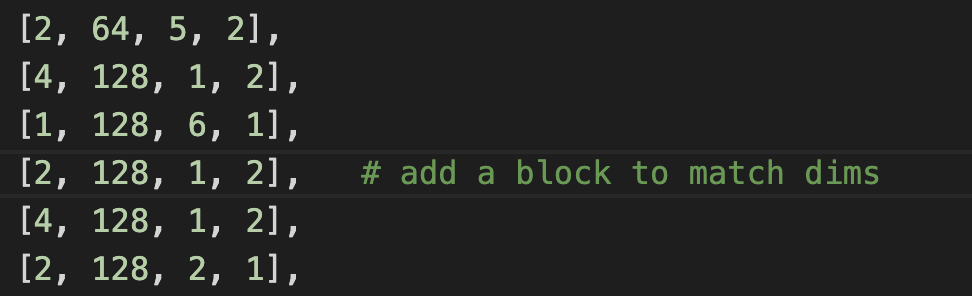 [2, 64, 5, 2],
[4, 128, 1, 2],
[1, 128, 6, 1],
[2, 128, 1, 2],   # add a block to match dims
[4, 128, 1, 2],
[2, 128, 2, 1],